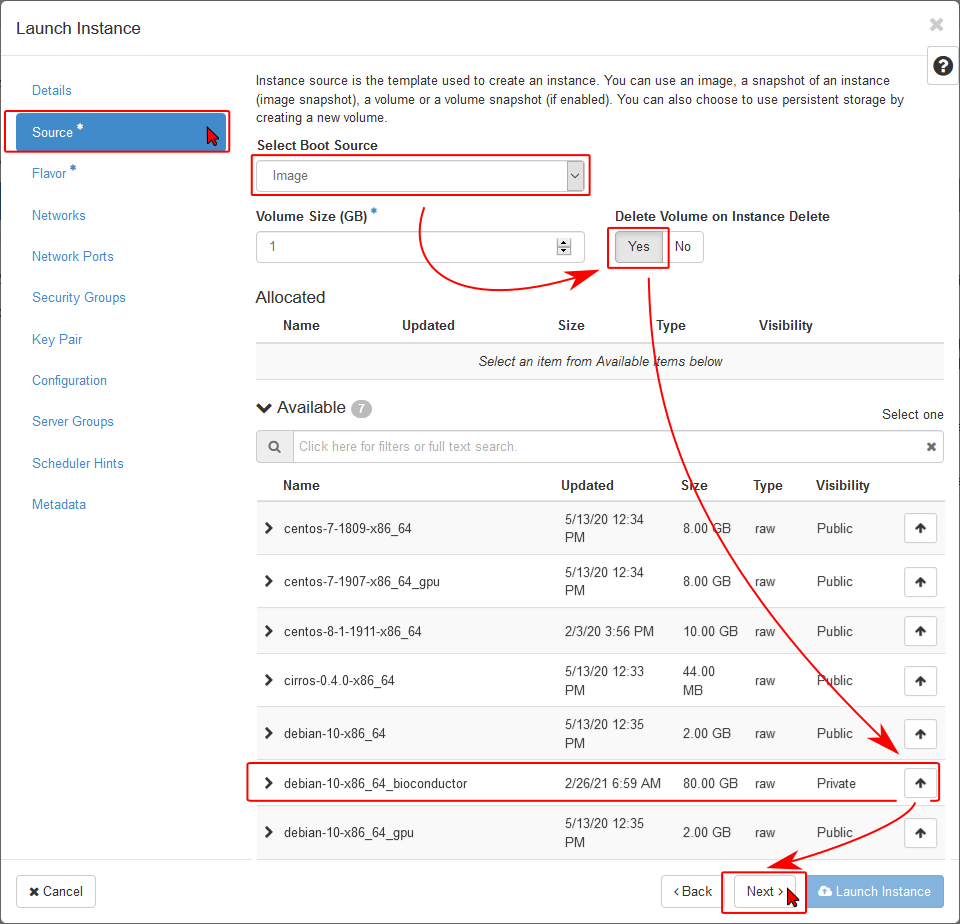 Launch Instance
Details
Source *
Flavor *
Networks
Network Ports
Security Groups
Key Pair
Configuration
Server Groups
Scheduler Hints
Metadata
Instance source is the template used to create an instance. You can use an image, a snapshot of an instance
(image snapshot), a volume or a volume snapshot (if enabled). You can also choose to use persistent storage by
creating a new volume.
Select Boot Source
Image
Volume Size (GB) * Delete Volume on Instance Delete
1 Yes No
Allocated
Name Updated Size Type Visibility
Select an item from Available items below
Available 7
Select one
Click here for filters or full text search.
Name Updated Size Type Visibility
centos-7-1809-x86_64 5/13/20 12:34 8.00 GB raw Public
PM
centos-7-1907-x86_64_gpu 5/13/20 12:34 8.00 GB raw Public
PM
centos-8-1-1911-x86_64 2/3/20 3:56 PM 10.00 GB raw Public
cirros-0.4.0-x86_64 5/13/20 12:33 44.00 raw Public
PM MB
debian-10-x86_64 5/13/20 12:35 2.00 GB raw Public
PM
debian-10-x86_64_bioconductor 2/26/21 6:59 AM 80.00 GB raw Private
debian-10-x86_64_gpu 5/13/20 12:35 2.00 GB raw Public
PM
Cancel
< Back
Next >
Launch Instance